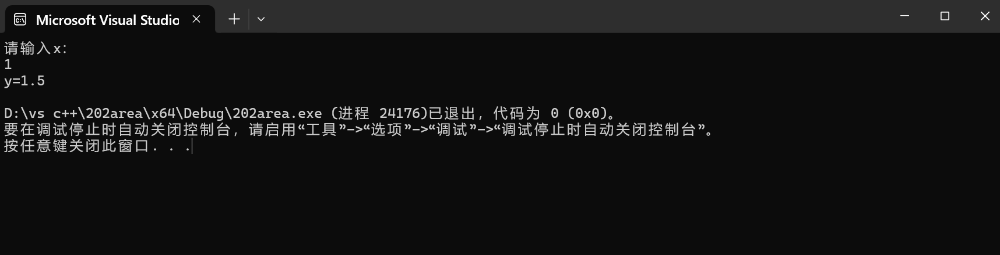 Microsoft Visual Studio
请输入x:
1
y=1.5
D:\vs c++\202area\x64\Debug\202area.exe (进程 24176)已退出，代码为 0 (0x0)。
要在调试停止时自动关闭控制台，请启用“工具”->“选项”->“调试”->“调试停止时自动关闭控制台”。
按任意键关闭此窗口. . .